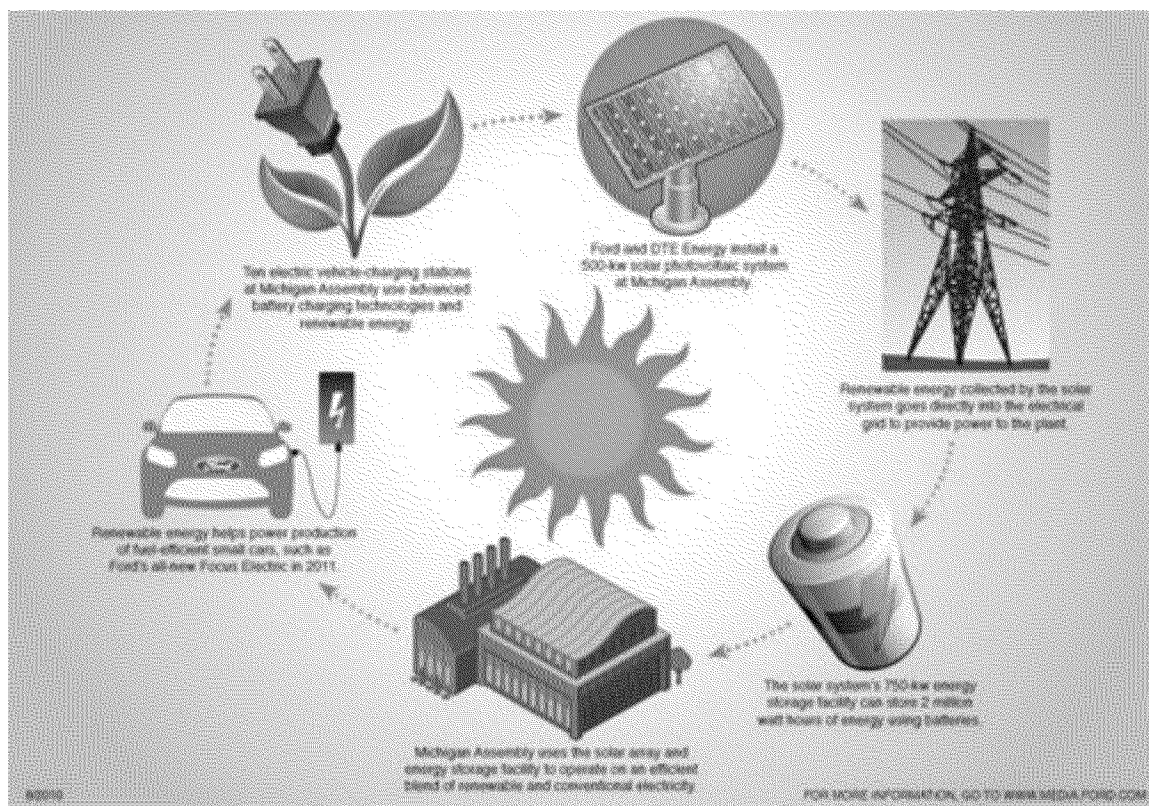 Ten electric vehicle-charging stations
at Michigan Assembly use advanced
battery charging technologies and
renewable energy.
Ford and DTE Energy install a
500-kw solar photovoltaic system
at Michigan Assembly.
Renewable energy collected by the solar
system goes directly into the electrical
grid to provide power to the plant.
The solar system's 750-kw energy
storage facility can store 2 million
watt hours of energy using batteries.
Michigan Assembly uses the solar array and
energy storage facility to operate on an efficient
blend of renewable and conventional electricity.
Renewable energy helps power production
of fuel-efficient small cars, such as
Ford's all-new Focus Electric in 2011.
Ford
8/2010
FOR MORE INFORMATION, GO TO WWW.MEDIA.FORD.COM